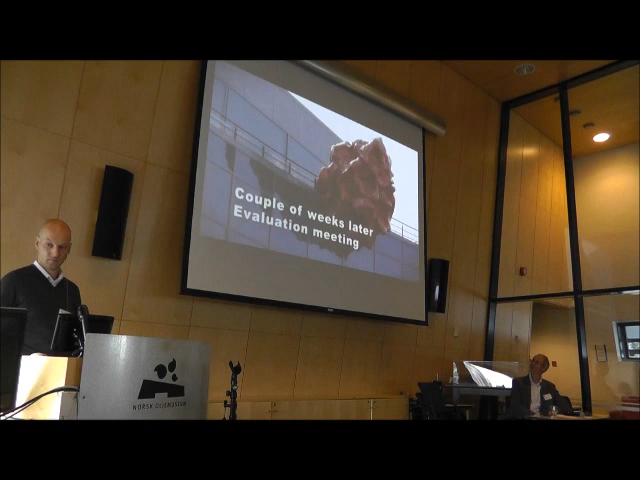 Couple of weeks later
Evaluation meeting
NORSK OLJEMUSEUM